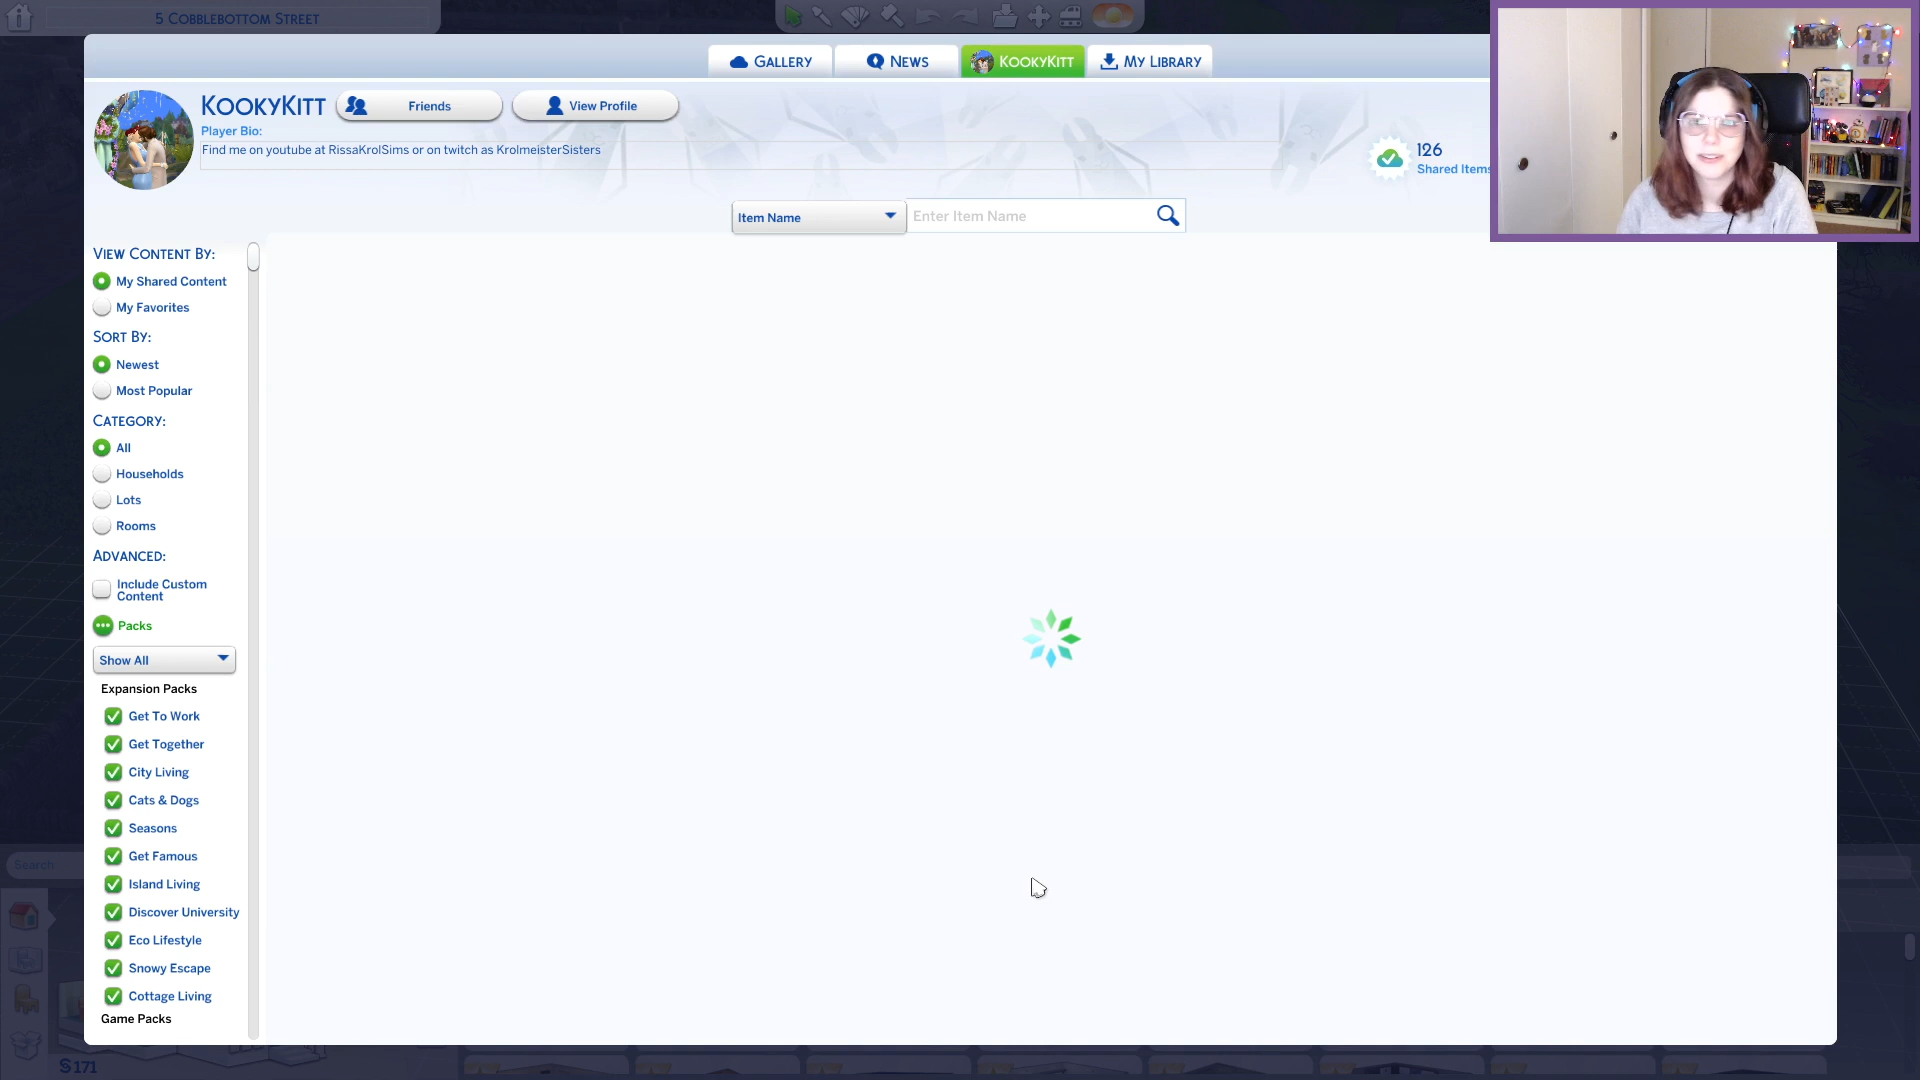 5 Cobblebottom Street
Gallery
News
KookyKitt
My Library
KookyKitt
Friends
View Profile
Player Bio:
Find me on youtube at RissaKrolSims or on twitch as KrolmeisterSisters
126
Shared Items
Item Name
Enter Item Name
View Content By:
My Shared Content
My Favorites
Sort By:
Newest
Most Popular
Category:
All
Households
Lots
Rooms
Advanced:
Include Custom
Content
Packs
Show All
Expansion Packs
Get To Work
Get Together
City Living
Cats & Dogs
Seasons
Get Famous
Island Living
Discover University
Eco Lifestyle
Snowy Escape
Cottage Living
Game Packs
Search
§171